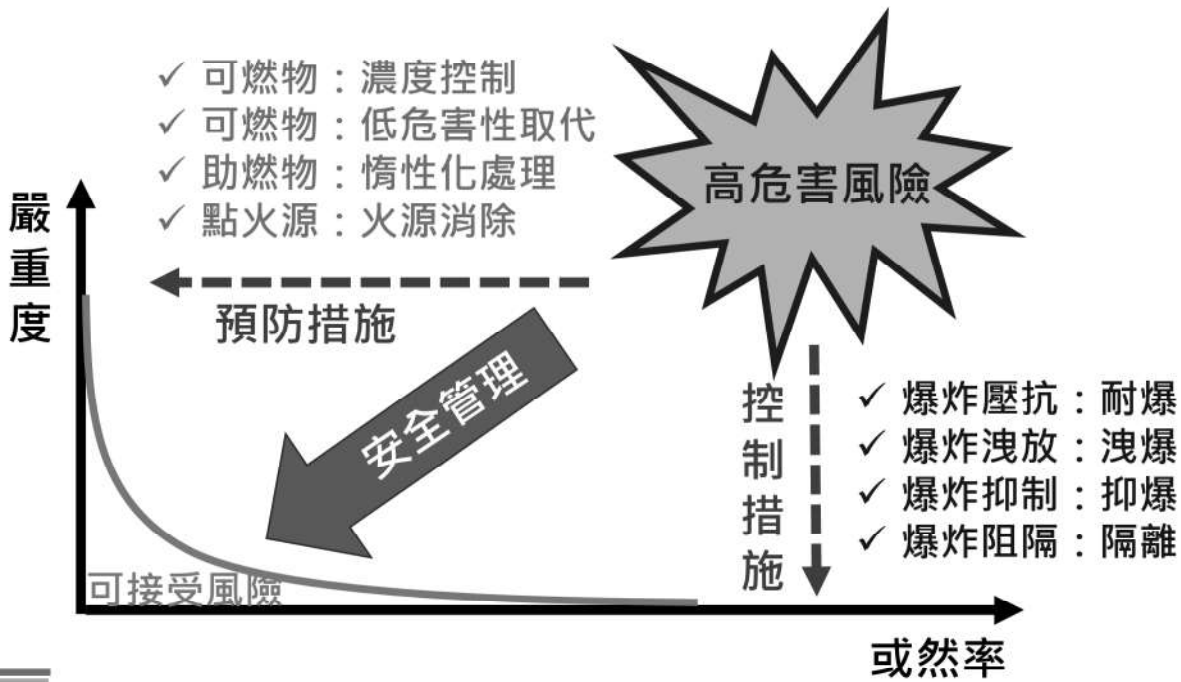 ✓ 可燃物：濃度控制
✓ 可燃物：低危害性取代
✓ 助燃物：惰性化處理
✓ 點火源：火源消除
高危害風險
嚴重度
預防措施
安全管理
控制措施
✓ 爆炸壓抗：耐爆
✓ 爆炸洩放：洩爆
✓ 爆炸抑制：抑爆
✓ 爆炸阻隔：隔離
可接受風險
或然率